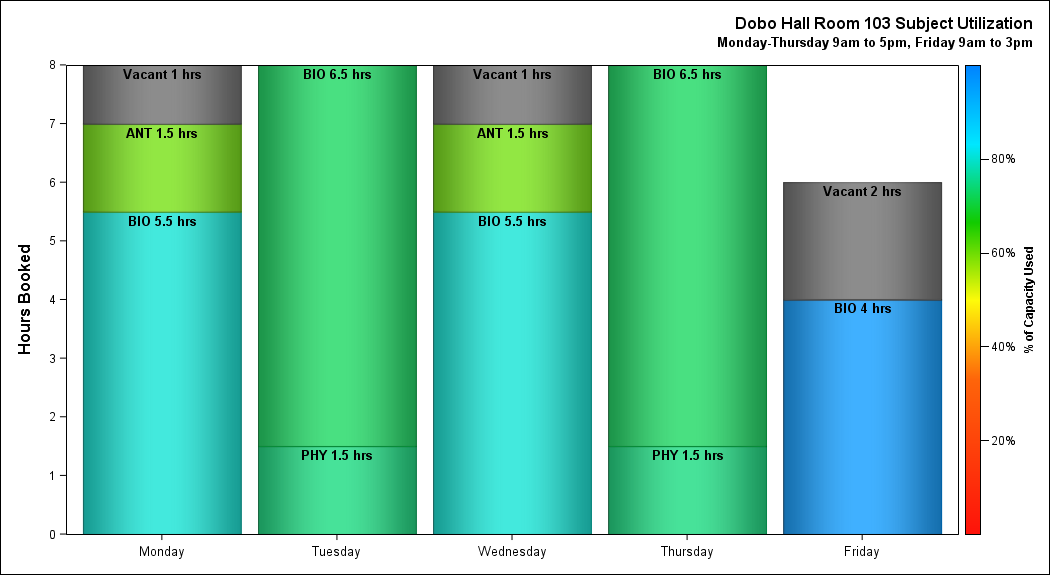 Dobo Hall Room 103 Subject Utilization
Monday-Thursday 9am to 5pm, Friday 9am to 3pm
Hours Booked
8
7
6
5
4
3
2
1
0
Vacant 1 hrs
ANT 1.5 hrs
BIO 5.5 hrs
BIO 6.5 hrs
PHY 1.5 hrs
Vacant 1 hrs
ANT 1.5 hrs
BIO 5.5 hrs
BIO 6.5 hrs
PHY 1.5 hrs
Vacant 2 hrs
BIO 4 hrs
Monday Tuesday Wednesday Thursday Friday
80%
60%
40%
20%
% of Capacity Used